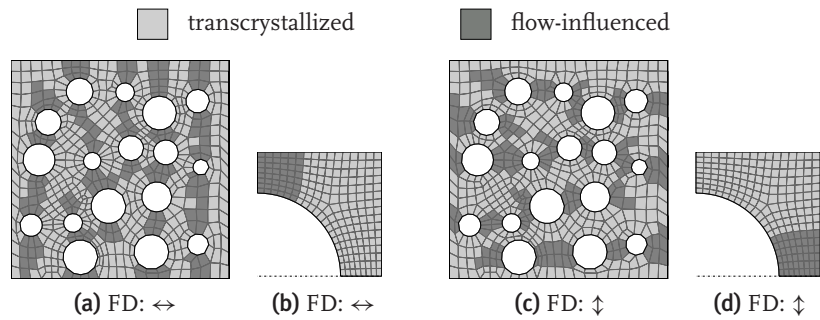 transcrystallized flow-influenced
(a) FD: ↔ (b) FD: ↔ (c) FD: ↕ (d) FD: ↕